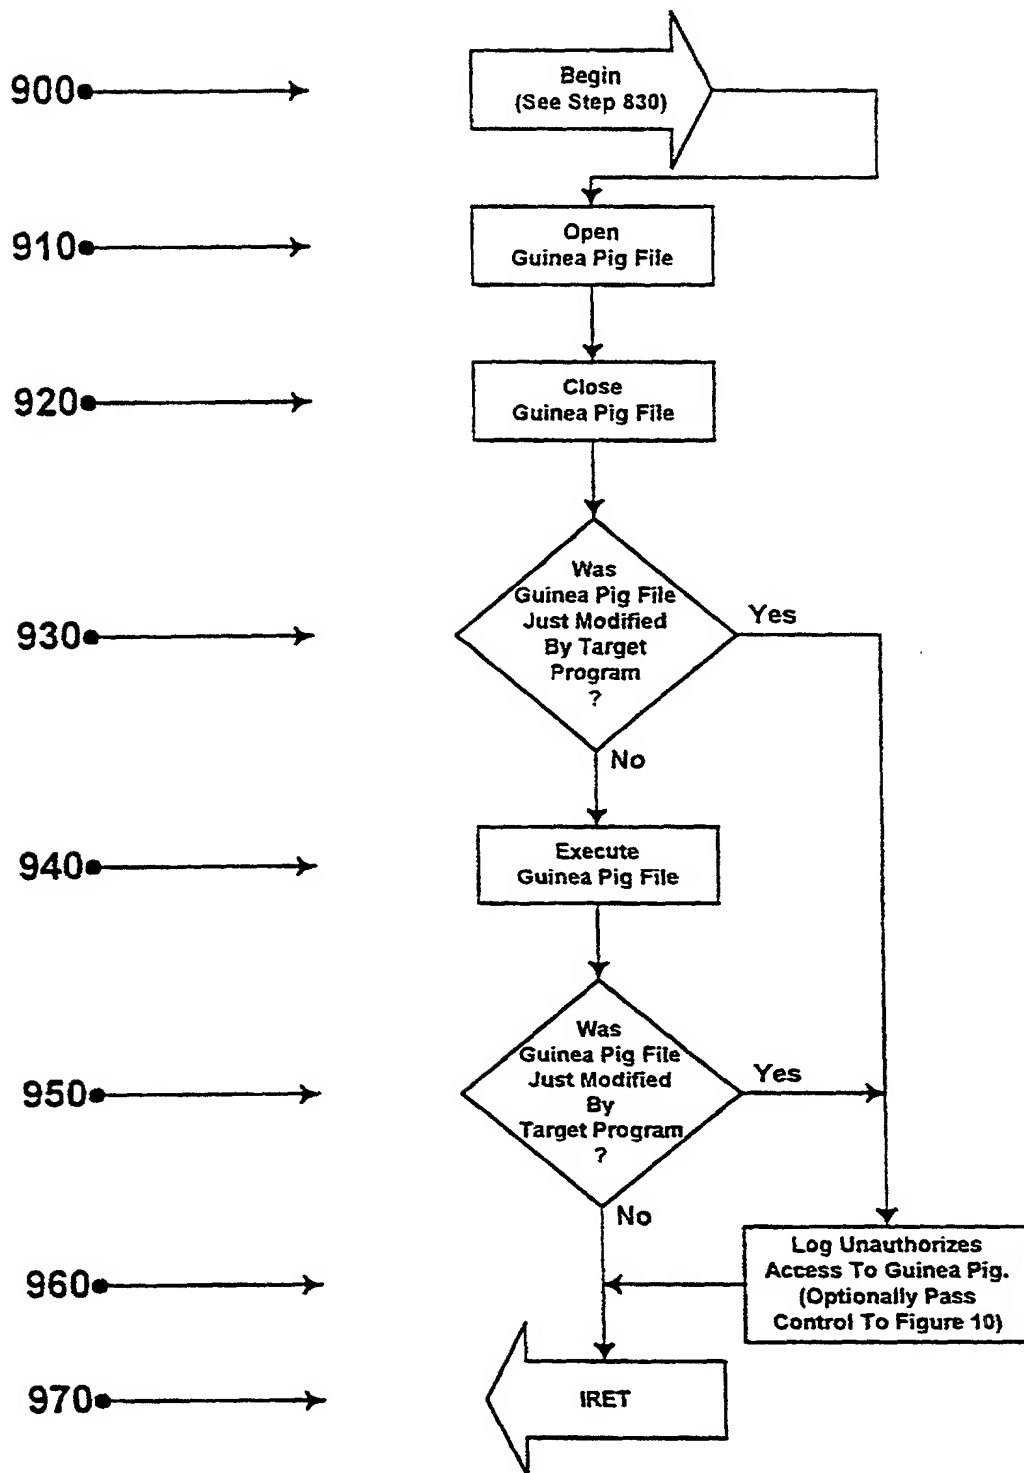 900
Begin
(See Step 830)
910
Open
Guinea Pig File
920
Close
Guinea Pig File
930
Was
Guinea Pig File
Just Modified
By Target
Program
?
Yes
No
940
Execute
Guinea Pig File
950
Was
Guinea Pig File
Just Modified
By
Target Program
?
Yes
No
960
Log Unauthorizes
Access To Guinea Pig.
(Optionally Pass
Control To Figure 10)
970
IRET